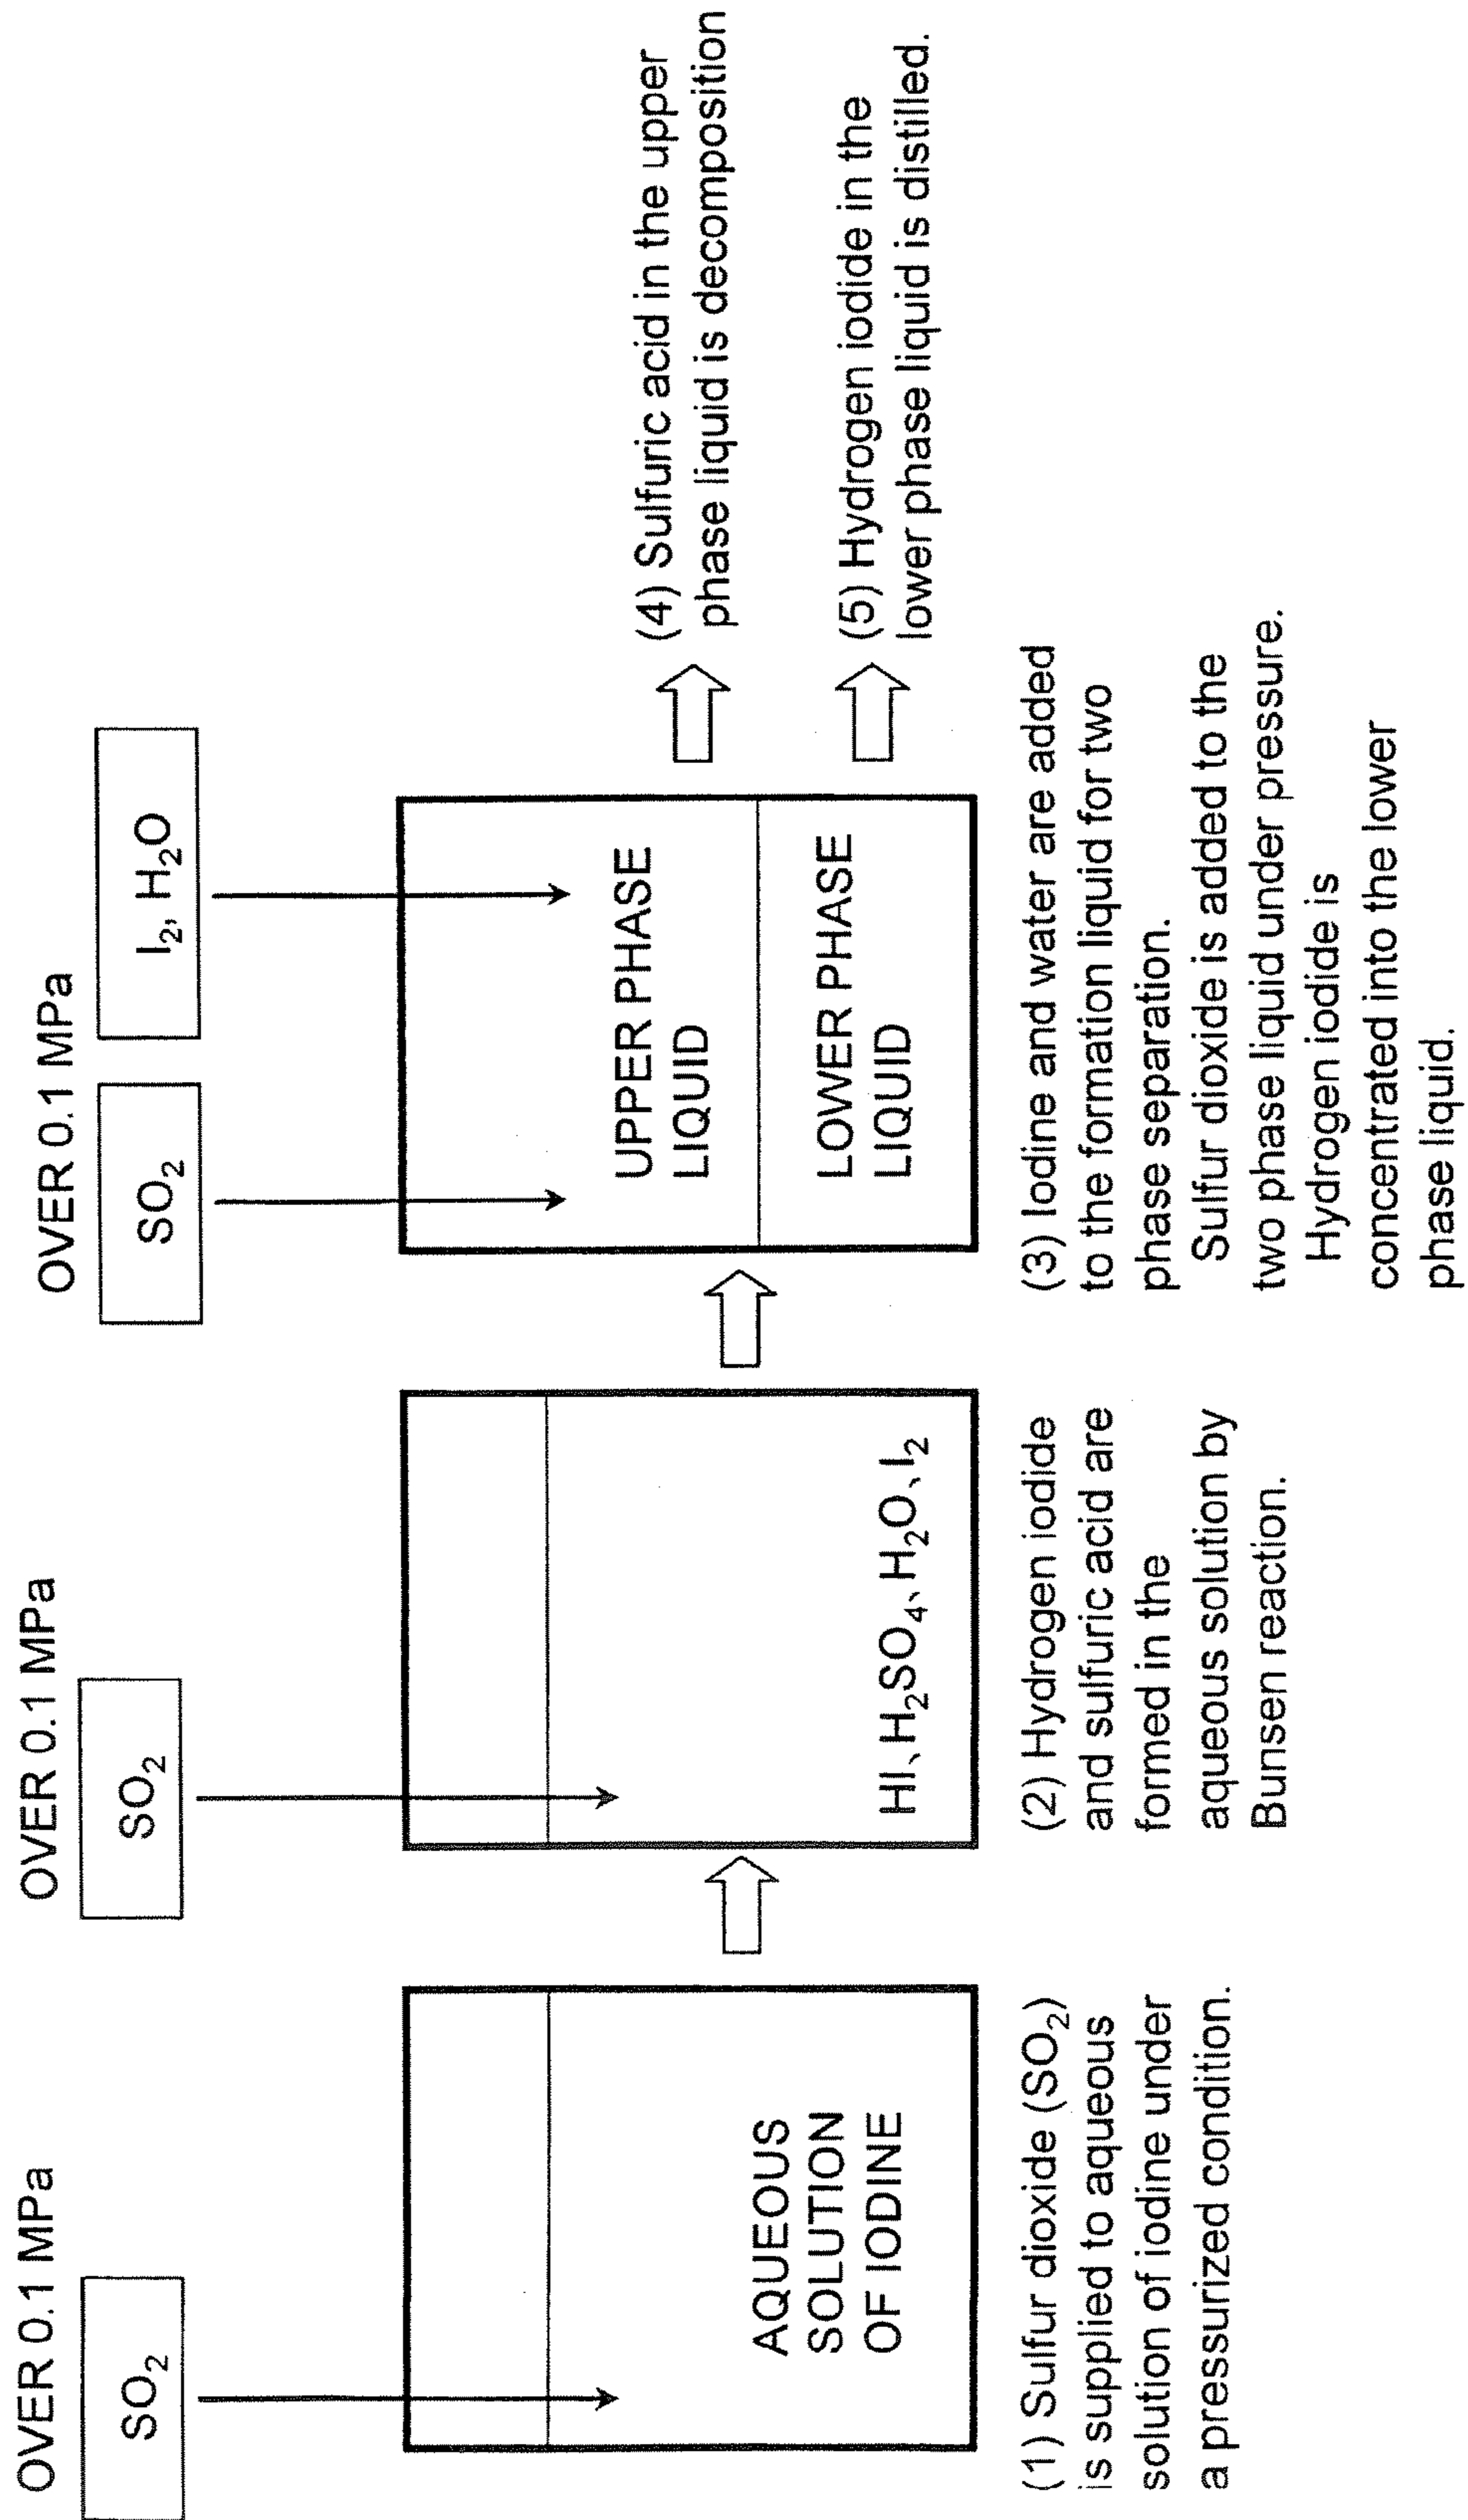 OVER 0.1 MPa
SO₂
AQUEOUS
SOLUTION
OF IODINE
(1) Sulfur dioxide (SO₂)
is supplied to aqueous
solution of iodine under
a pressurized condition.
OVER 0.1 MPa
SO₂
HI、H₂SO₄、H₂O、I₂
(2) Hydrogen iodide
and sulfuric acid are
formed in the
aqueous solution by
Bunsen reaction.
OVER 0.1 MPa
SO₂
I₂, H₂O
UPPER PHASE
LIQUID
LOWER PHASE
LIQUID
(3) Iodine and water are added
to the formation liquid for two
phase separation.
Sulfur dioxide is added to the
two phase liquid under pressure.
Hydrogen iodide is
concentrated into the lower
phase liquid.
(4) Sulfuric acid in the upper
phase liquid is decomposition
(5) Hydrogen iodide in the
lower phase liquid is distilled.